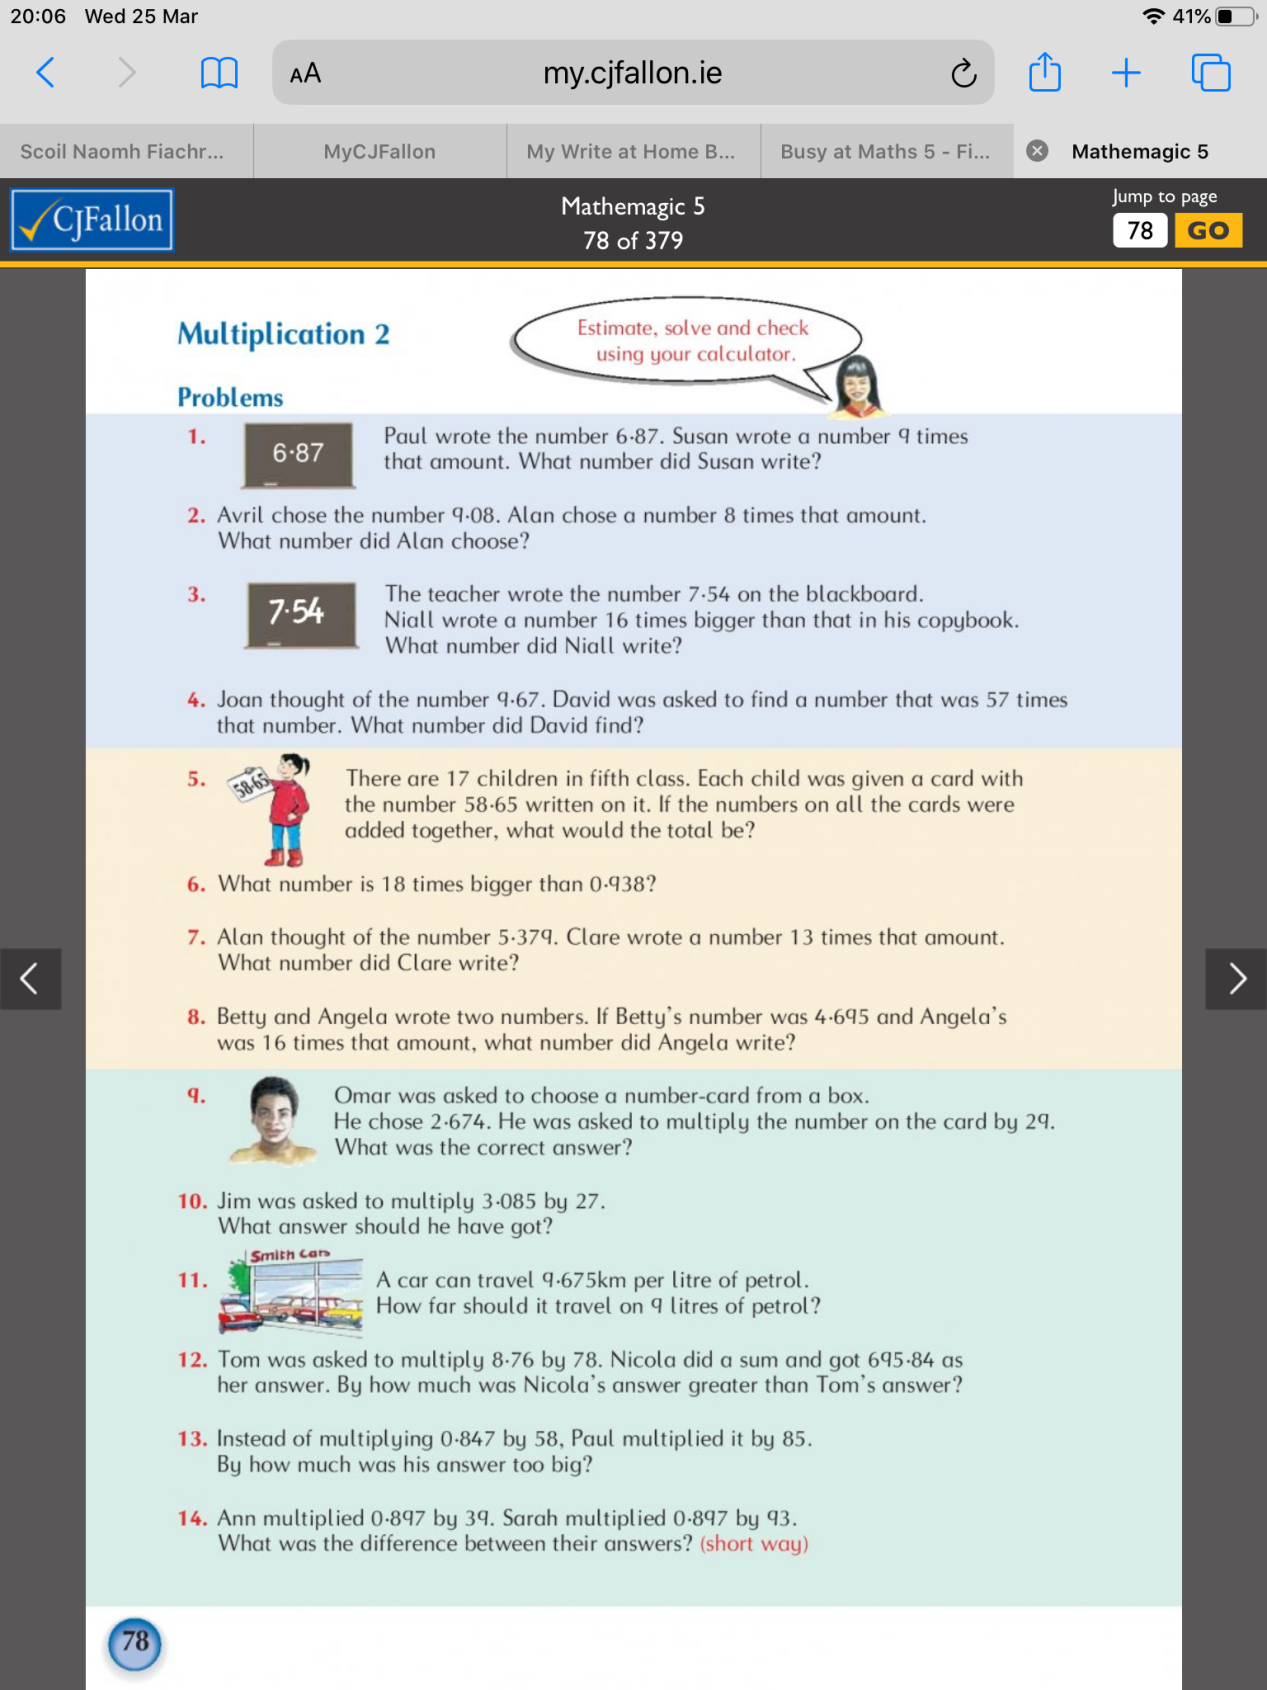 20:06 Wed 25 Mar
41%
AA
my.cjfallon.ie
Scoil Naomh Fiachr...
MyCJFallon
My Write at Home B...
Busy at Maths 5 - Fi...
Mathemagic 5
CJFallon
Mathemagic 5
78 of 379
Jump to page
78
GO
Multiplication 2
Estimate, solve and check
using your calculator.
Problems
1. 6·87 Paul wrote the number 6·87. Susan wrote a number 9 times
that amount. What number did Susan write?
2. Avril chose the number 9·08. Alan chose a number 8 times that amount.
What number did Alan choose?
3. 7·54 The teacher wrote the number 7·54 on the blackboard.
Niall wrote a number 16 times bigger than that in his copybook.
What number did Niall write?
4. Joan thought of the number 9·67. David was asked to find a number that was 57 times
that number. What number did David find?
5. 58·65 There are 17 children in fifth class. Each child was given a card with
the number 58·65 written on it. If the numbers on all the cards were
added together, what would the total be?
6. What number is 18 times bigger than 0·938?
7. Alan thought of the number 5·379. Clare wrote a number 13 times that amount.
What number did Clare write?
8. Betty and Angela wrote two numbers. If Betty's number was 4·695 and Angela's
was 16 times that amount, what number did Angela write?
9. Omar was asked to choose a number-card from a box.
He chose 2·674. He was asked to multiply the number on the card by 29.
What was the correct answer?
10. Jim was asked to multiply 3·085 by 27.
What answer should he have got?
Smith Cars
11. A car can travel 9·675km per litre of petrol.
How far should it travel on 9 litres of petrol?
12. Tom was asked to multiply 8·76 by 78. Nicola did a sum and got 695·84 as
her answer. By how much was Nicola's answer greater than Tom's answer?
13. Instead of multiplying 0·847 by 58, Paul multiplied it by 85.
By how much was his answer too big?
14. Ann multiplied 0·897 by 39. Sarah multiplied 0·897 by 93.
What was the difference between their answers? (short way)
78